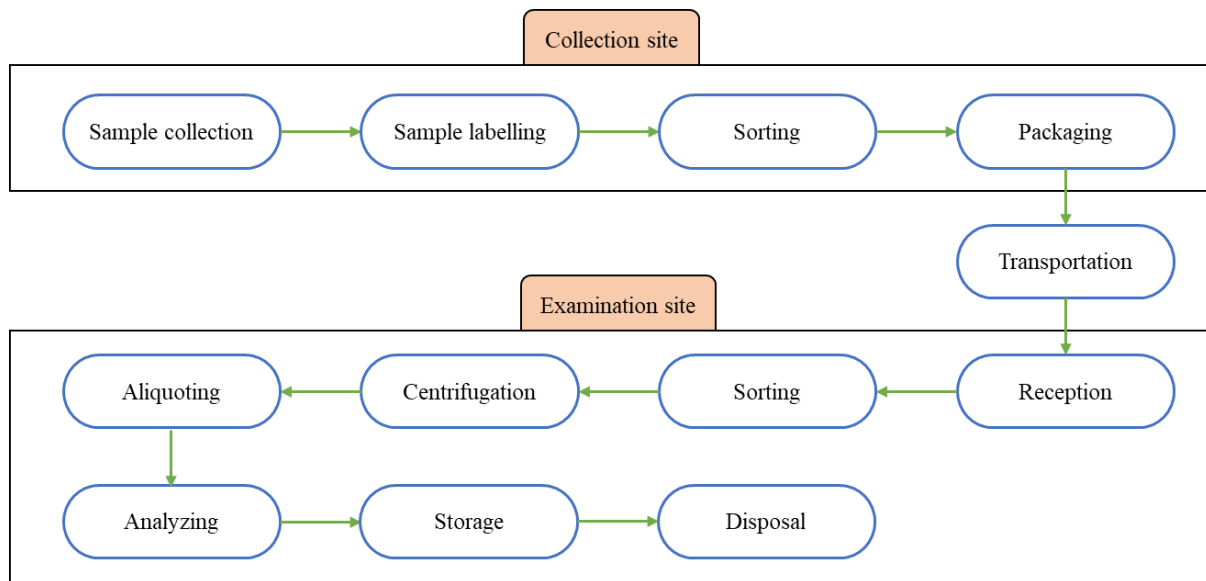 Collection site
Sample collection
Sample labelling
Sorting
Packaging
Transportation
Examination site
Reception
Sorting
Centrifugation
Aliquoting
Analyzing
Storage
Disposal